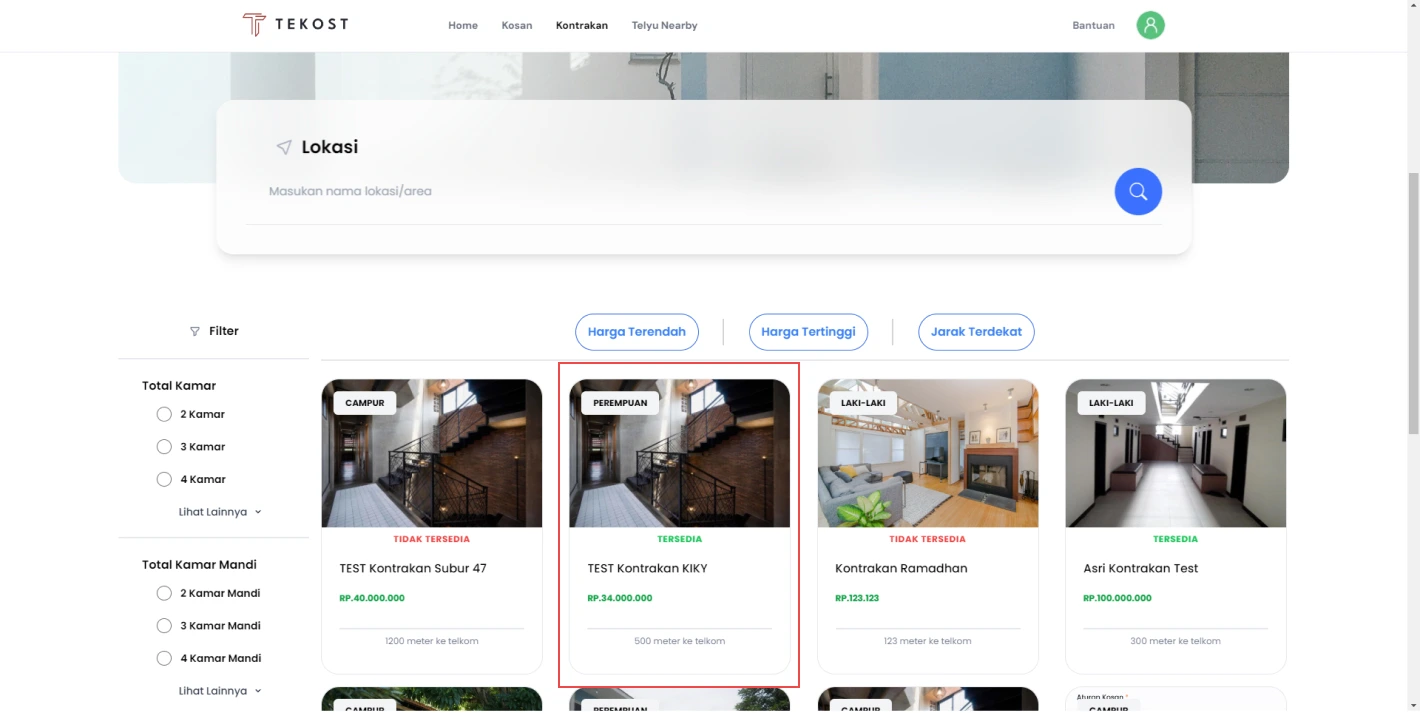 TEKOST
Home Kosan Kontrakan Telyu Nearby Bantuan
Lokasi
Masukan nama lokasi/area
Filter
Harga Terendah Harga Tertinggi Jarak Terdekat
Total Kamar
2 Kamar
3 Kamar
4 Kamar
Lihat Lainnya
Total Kamar Mandi
2 Kamar Mandi
3 Kamar Mandi
4 Kamar Mandi
Lihat Lainnya
CAMPUR
TIDAK TERSEDIA
TEST Kontrakan Subur 47
RP.40.000.000
1200 meter ke telkom
PEREMPUAN
TERSEDIA
TEST Kontrakan KIKY
RP.34.000.000
500 meter ke telkom
LAKI-LAKI
TIDAK TERSEDIA
Kontrakan Ramadhan
RP.123.123
123 meter ke telkom
LAKI-LAKI
TERSEDIA
Asri Kontrakan Test
RP.100.000.000
300 meter ke telkom
CAMPUR
PEREMPUAN
CAMPUR
Aturan Kosan *
CAMPUR